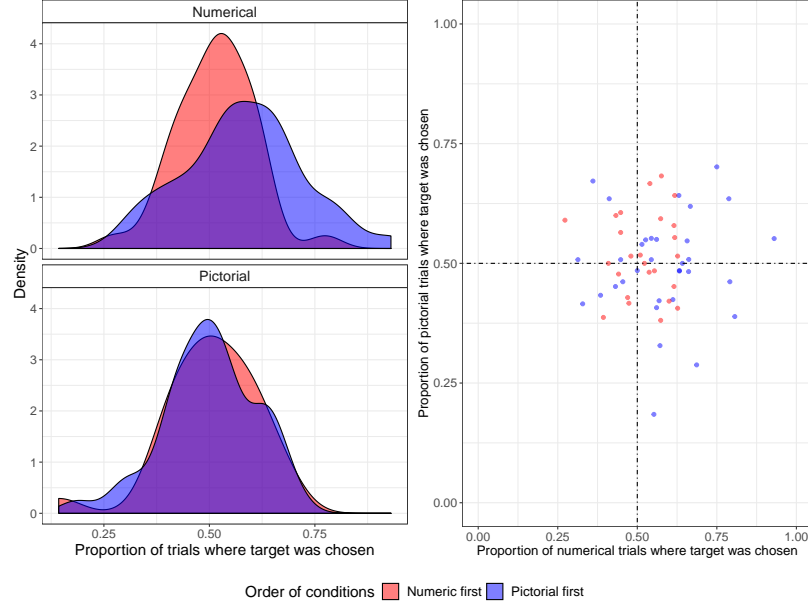 Numerical
4
3
2
1
0
Pictorial
4
3
2
1
0
Density
0.25 0.50 0.75
Proportion of trials where target was chosen
1.00
0.75
0.50
0.25
0.00
Proportion of pictorial trials where target was chosen
0.00 0.25 0.50 0.75 1.00
Proportion of numerical trials where target was chosen
Order of conditions Numeric first Pictorial first